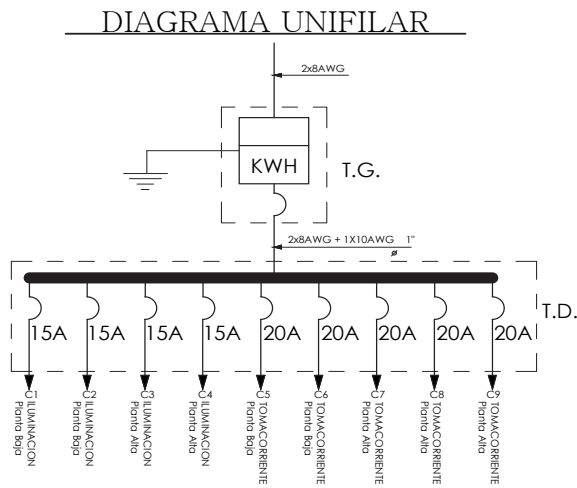 DIAGRAMA UNIFILAR
2x8AWG
KWH
T.G.
2x8AWG + 1X10AWG 1"
ø
T.D.
15A
15A
15A
15A
20A
20A
20A
20A
20A
C1 ILUMINACION
Planta Baja
C2 ILUMINACION
Planta Baja
C3 ILUMINACION
Planta Alta
C4 ILUMINACION
Planta Alta
C5 TOMACORRIENTE
Planta Baja
C6 TOMACORRIENTE
Planta Baja
C7 TOMACORRIENTE
Planta Alta
C8 TOMACORRIENTE
Planta Alta
C9 TOMACORRIENTE
Planta Alta